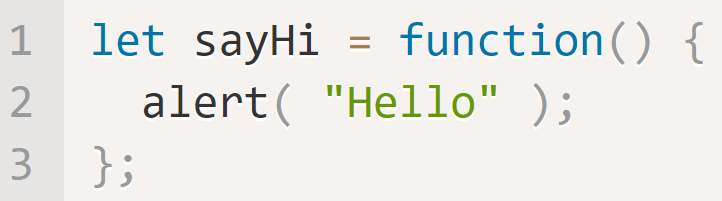 1 let sayHi = function() {
2   alert( "Hello" );
3 };